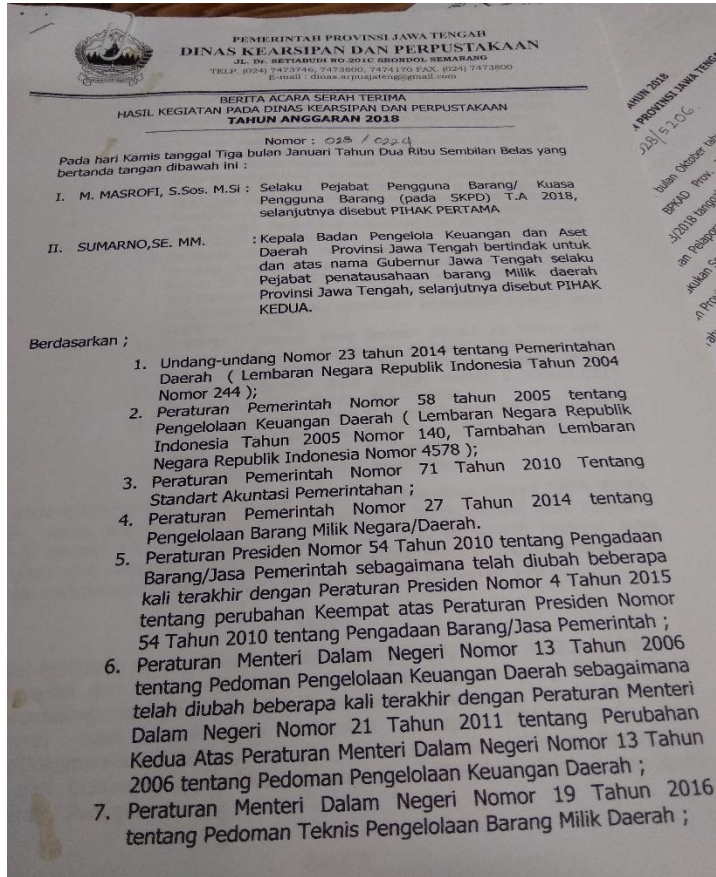 PEMERINTAH PROVINSI JAWA TENGAH
DINAS KEARSIPAN DAN PERPUSTAKAAN
JL. Dr. SETIABUDI NO.201C SRONDOL SEMARANG
TELP. (024) 7473746, 7473800, 7474170 FAX. (024) 7473800
E-mail : dinas.arpusjateng@gmail.com
BERITA ACARA SERAH TERIMA
HASIL KEGIATAN PADA DINAS KEARSIPAN DAN PERPUSTAKAAN
TAHUN ANGGARAN 2018
Nomor : 028 / 0224
Pada hari Kamis tanggal Tiga bulan Januari Tahun Dua Ribu Sembilan Belas yang
bertanda tangan dibawah ini :
I. M. MASROFI, S.Sos. M.Si : Selaku Pejabat Pengguna Barang/ Kuasa
Pengguna Barang (pada SKPD) T.A 2018,
selanjutnya disebut PIHAK PERTAMA
II. SUMARNO,SE. MM. : Kepala Badan Pengelola Keuangan dan Aset
Daerah Provinsi Jawa Tengah bertindak untuk
dan atas nama Gubernur Jawa Tengah selaku
Pejabat penatausahaan barang Milik daerah
Provinsi Jawa Tengah, selanjutnya disebut PIHAK
KEDUA.
Berdasarkan ;
1. Undang-undang Nomor 23 tahun 2014 tentang Pemerintahan
Daerah ( Lembaran Negara Republik Indonesia Tahun 2004
Nomor 244 );
2. Peraturan Pemerintah Nomor 58 tahun 2005 tentang
Pengelolaan Keuangan Daerah ( Lembaran Negara Republik
Indonesia Tahun 2005 Nomor 140, Tambahan Lembaran
Negara Republik Indonesia Nomor 4578 );
3. Peraturan Pemerintah Nomor 71 Tahun 2010 Tentang
Standart Akuntasi Pemerintahan ;
4. Peraturan Pemerintah Nomor 27 Tahun 2014 tentang
Pengelolaan Barang Milik Negara/Daerah.
5. Peraturan Presiden Nomor 54 Tahun 2010 tentang Pengadaan
Barang/Jasa Pemerintah sebagaimana telah diubah beberapa
kali terakhir dengan Peraturan Presiden Nomor 4 Tahun 2015
tentang perubahan Keempat atas Peraturan Presiden Nomor
54 Tahun 2010 tentang Pengadaan Barang/Jasa Pemerintah ;
6. Peraturan Menteri Dalam Negeri Nomor 13 Tahun 2006
tentang Pedoman Pengelolaan Keuangan Daerah sebagaimana
telah diubah beberapa kali terakhir dengan Peraturan Menteri
Dalam Negeri Nomor 21 Tahun 2011 tentang Perubahan
Kedua Atas Peraturan Menteri Dalam Negeri Nomor 13 Tahun
2006 tentang Pedoman Pengelolaan Keuangan Daerah ;
7. Peraturan Menteri Dalam Negeri Nomor 19 Tahun 2016
tentang Pedoman Teknis Pengelolaan Barang Milik Daerah ;
2018
PROVINSI JAWA
028/5206
bulan Oktober
BPKAD Prov.
/2018